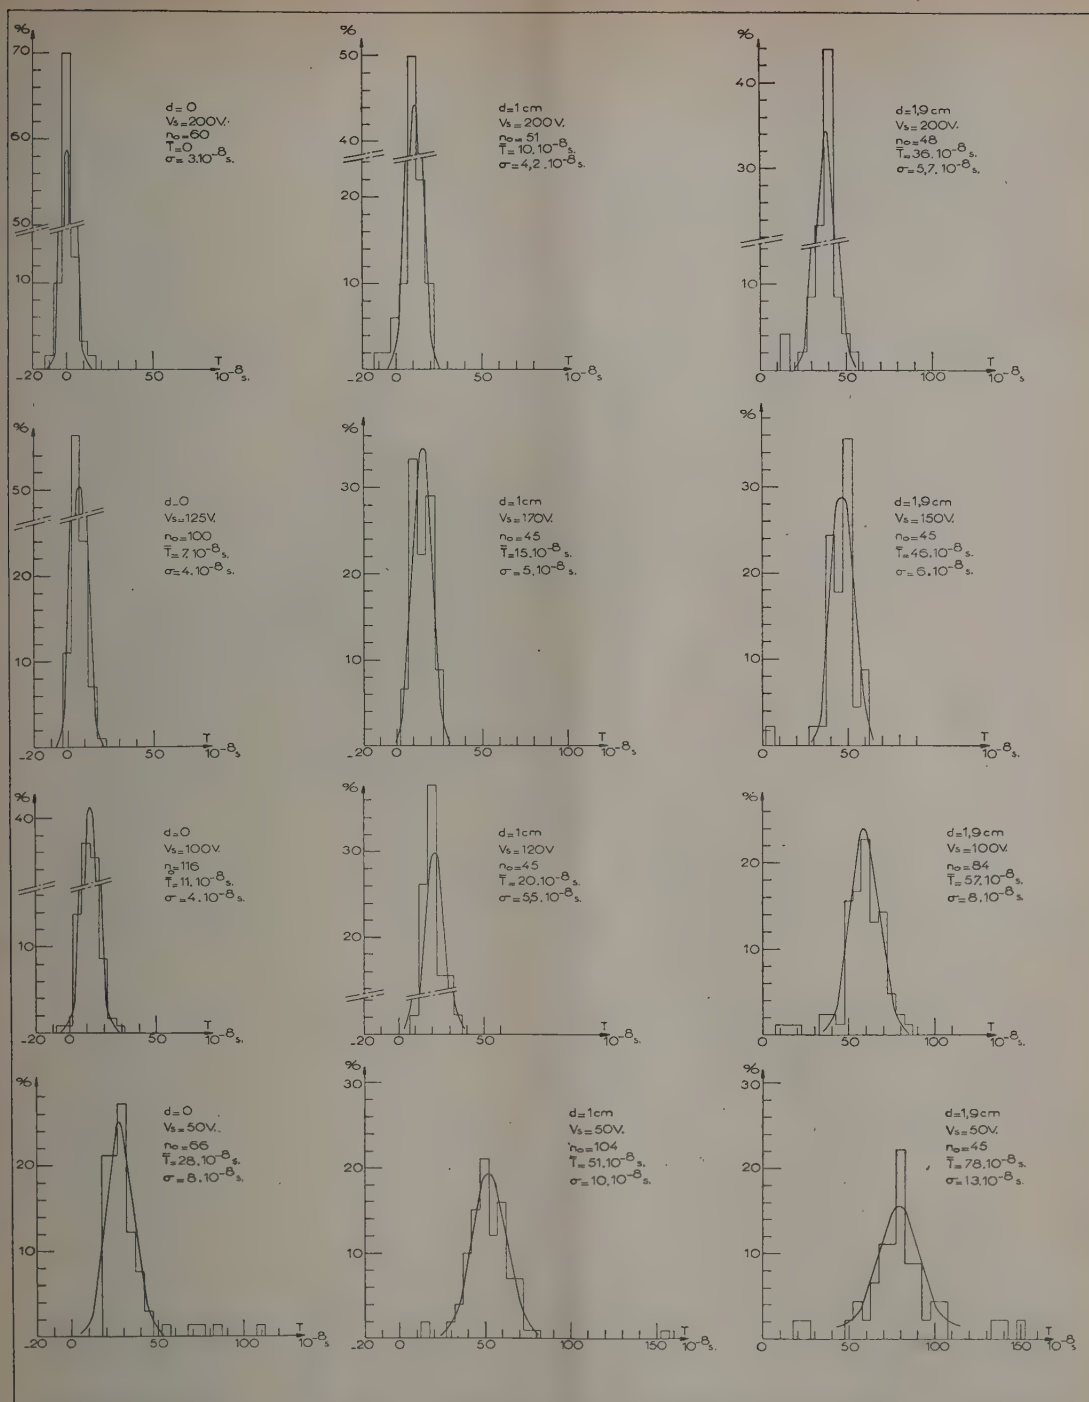 %
70
60
50
10
-20 0 50
T
10⁻⁸s.
d=0
Vs=200V.
n₀=60
T̄=0
σ=3.10⁻⁸s.
%
50
40
20
10
-20 0 50
T
10⁻⁸s.
d=1cm
Vs=200V.
n₀=51
T̄=10.10⁻⁸s.
σ=4,2.10⁻⁸s.
%
40
30
10
0 50 100
T
10⁻⁸s.
d=1,9cm
Vs=200V.
n₀=48
T̄=36.10⁻⁸s.
σ=5,7.10⁻⁸s.
%
50
20
10
-20 0 50
T
10⁻⁸s.
d=0
Vs=125V.
n₀=100
T̄=7.10⁻⁸s.
σ=4.10⁻⁸s.
%
30
20
10
-20 0 50 100
T
10⁻⁸s.
d=1cm
Vs=170V.
n₀=45
T̄=15.10⁻⁸s.
σ=5.10⁻⁸s.
%
30
20
10
0 50
T
10⁻⁸s.
d=1,9cm
Vs=150V.
n₀=45
T̄=46.10⁻⁸s.
σ=6.10⁻⁸s.
%
40
10
-20 0 50
T
10⁻⁸s.
d=0
Vs=100V.
n₀=116
T̄=11.10⁻⁸s.
σ=4.10⁻⁸s.
%
30
20
-20 0 50
T
10⁻⁸s.
d=1cm
Vs=120V
n₀=45
T̄=20.10⁻⁸s.
σ=5,5.10⁻⁸s.
%
20
10
0 50 100
T
10⁻⁸s.
d=1,9cm
Vs=100V.
n₀=84
T̄=57.10⁻⁸s.
σ=8.10⁻⁸s.
%
20
10
-20 0 50 100
T
10⁻⁸s.
d=0
Vs=50V.
n₀=66
T̄=28.10⁻⁸s.
σ=8.10⁻⁸s.
%
30
20
10
-20 0 50 100 150
T
10⁻⁸s.
d=1cm
Vs=50V.
n₀=104
T̄=51.10⁻⁸s.
σ=10.10⁻⁸s.
%
30
20
10
0 50 100 150
T
10⁻⁸s.
d=1,9cm
Vs=50V.
n₀=45
T̄=78.10⁻⁸s.
σ=13.10⁻⁸s.